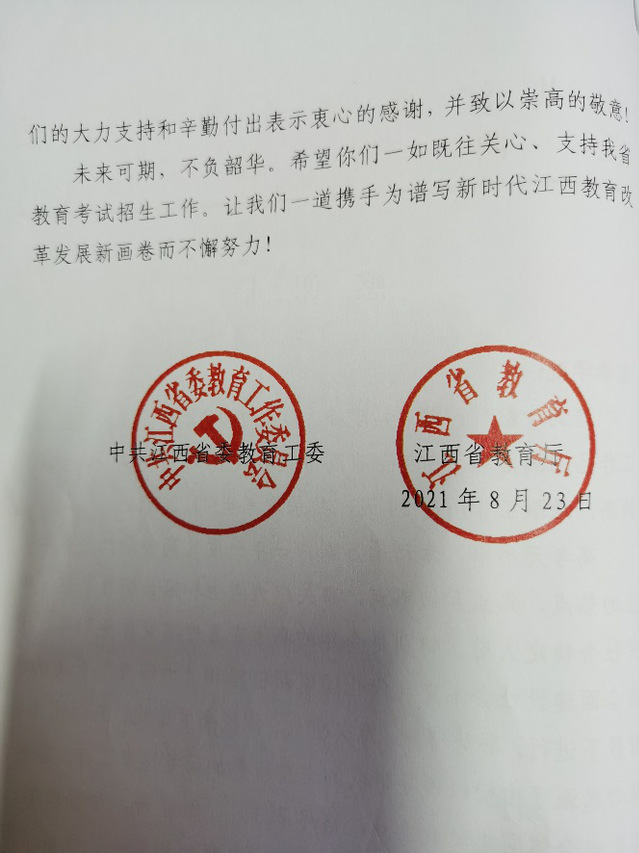 们的大力支持和辛勤付出表示衷心的感谢，并致以崇高的敬意！
未来可期，不负韶华。希望你们一如既往关心、支持我省
教育考试招生工作。让我们一道携手为谱写新时代江西教育改
革发展新画卷而不懈努力！
中共江西省委教育工作委员会
江西省教育厅
中共江西省委教育工委
江西省教育厅
2021年8月23日